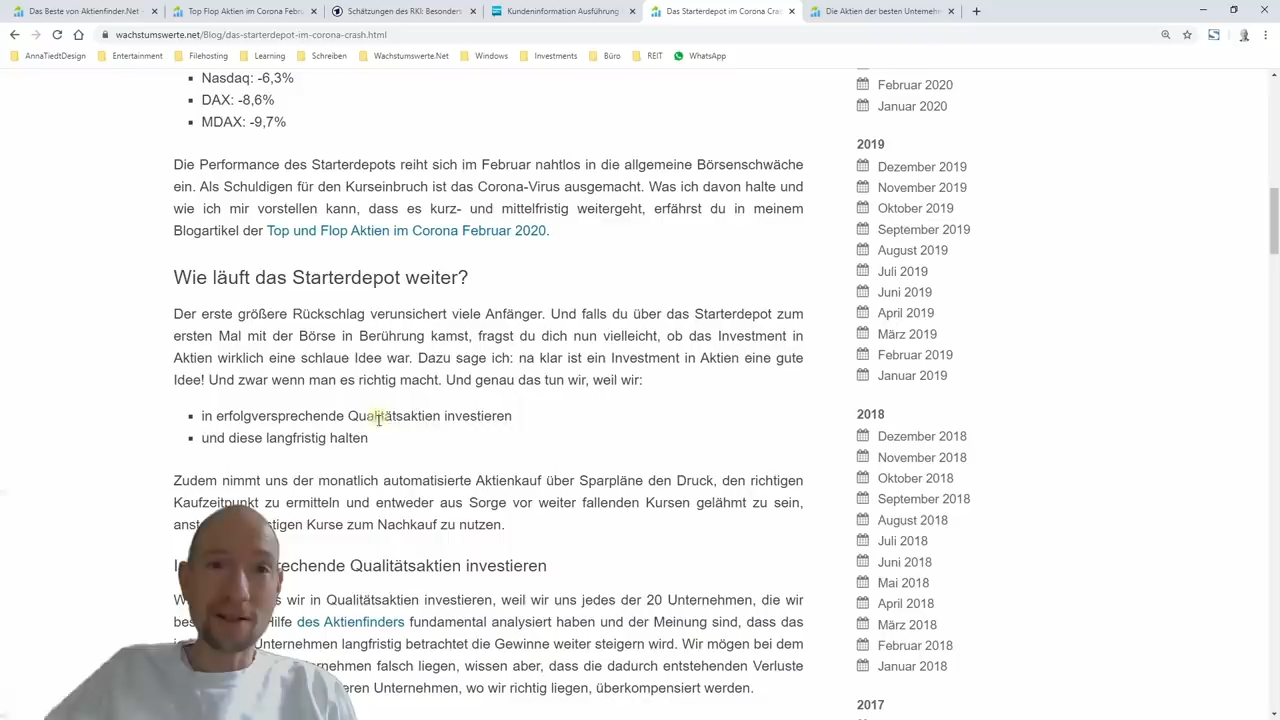 Das Beste von Aktienfinder.Net -
Top Flop Aktien im Corona Febru
Schätzungen des RKI: Besonders
Kundeninformation Ausführung
Das Starterdepot im Corona Cras
Die Aktien der besten Unterneh
wachstumswerte.net/Blog/das-starterdepot-im-corona-crash.html
AnnaTiedtDesign
Entertainment
Filehosting
Learning
Schreiben
Wachstumswerte.Net
Windows
Investments
Büro
REIT
WhatsApp
Nasdaq: -6,3%
DAX: -8,6%
MDAX: -9,7%
Die Performance des Starterdepots reiht sich im Februar nahtlos in die allgemeine Börsenschwäche
ein. Als Schuldigen für den Kurseinbruch ist das Corona-Virus ausgemacht. Was ich davon halte und
wie ich mir vorstellen kann, dass es kurz- und mittelfristig weitergeht, erfährst du in meinem
Blogartikel der Top und Flop Aktien im Corona Februar 2020.
Wie läuft das Starterdepot weiter?
Der erste größere Rückschlag verunsichert viele Anfänger. Und falls du über das Starterdepot zum
ersten Mal mit der Börse in Berührung kamst, fragst du dich nun vielleicht, ob das Investment in
Aktien wirklich eine schlaue Idee war. Dazu sage ich: na klar ist ein Investment in Aktien eine gute
Idee! Und zwar wenn man es richtig macht. Und genau das tun wir, weil wir:
in erfolgversprechende Qualitätsaktien investieren
und diese langfristig halten
Zudem nimmt uns der monatlich automatisierte Aktienkauf über Sparpläne den Druck, den richtigen
Kaufzeitpunkt zu ermitteln und entweder aus Sorge vor weiter fallenden Kursen gelähmt zu sein,
anst stigen Kurse zum Nachkauf zu nutzen.
I rechende Qualitätsaktien investieren
W s wir in Qualitätsaktien investieren, weil wir uns jedes der 20 Unternehmen, die wir
bes Hilfe des Aktienfinders fundamental analysiert haben und der Meinung sind, dass das
Unternehmen langfristig betrachtet die Gewinne weiter steigern wird. Wir mögen bei dem
ernehmen falsch liegen, wissen aber, dass die dadurch entstehenden Verluste
eren Unternehmen, wo wir richtig liegen, überkompensiert werden.
Februar 2020
Januar 2020
2019
Dezember 2019
November 2019
Oktober 2019
September 2019
August 2019
Juli 2019
Juni 2019
April 2019
März 2019
Februar 2019
Januar 2019
2018
Dezember 2018
November 2018
Oktober 2018
September 2018
August 2018
Juli 2018
Juni 2018
Mai 2018
April 2018
März 2018
Februar 2018
Januar 2018
2017